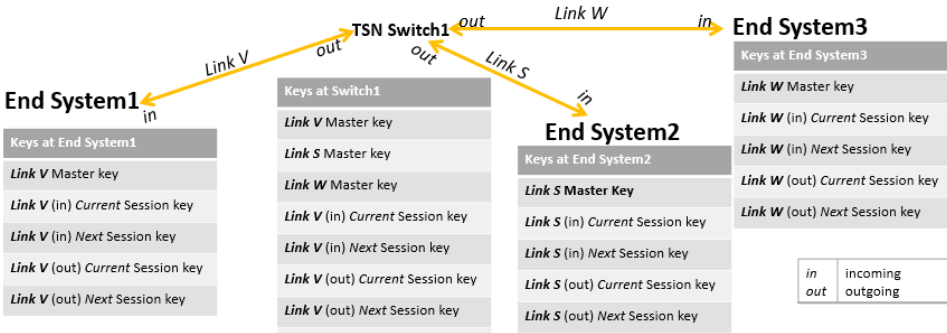 TSN Switch1
out
Link W
in
End System3
out
Link V
out
Link S
in
in
End System1
Keys at End System1
Link V Master key
Link V (in) Current Session key
Link V (in) Next Session key
Link V (out) Current Session key
Link V (out) Next Session key
Keys at Switch1
Link V Master key
Link S Master key
Link W Master key
Link V (in) Current Session key
Link V (in) Next Session key
Link V (out) Current Session key
Link V (out) Next Session key
End System2
Keys at End System2
Link S Master Key
Link S (in) Current Session key
Link S (in) Next Session key
Link S (out) Current Session key
Link S (out) Next Session key
Keys at End System3
Link W Master key
Link W (in) Current Session key
Link W (in) Next Session key
Link W (out) Current Session key
Link W (out) Next Session key
in incoming
out outgoing